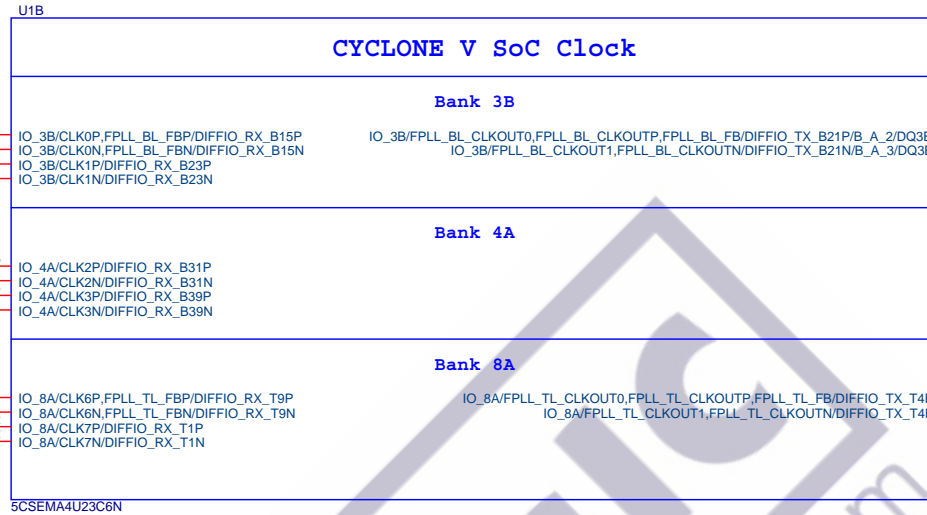 U1B
CYCLONE V SoC Clock
Bank 3B
IO_3B/CLK0P,FPLL_BL_FBP/DIFFIO_RX_B15P IO_3B/FPLL_BL_CLKOUT0,FPLL_BL_CLKOUTP,FPLL_BL_FB/DIFFIO_TX_B21P/B_A_2/DQ3B
IO_3B/CLK0N,FPLL_BL_FBN/DIFFIO_RX_B15N IO_3B/FPLL_BL_CLKOUT1,FPLL_BL_CLKOUTN/DIFFIO_TX_B21N/B_A_3/DQ3B
IO_3B/CLK1P/DIFFIO_RX_B23P
IO_3B/CLK1N/DIFFIO_RX_B23N
Bank 4A
IO_4A/CLK2P/DIFFIO_RX_B31P
IO_4A/CLK2N/DIFFIO_RX_B31N
IO_4A/CLK3P/DIFFIO_RX_B39P
IO_4A/CLK3N/DIFFIO_RX_B39N
Bank 8A
IO_8A/CLK6P,FPLL_TL_FBP/DIFFIO_RX_T9P IO_8A/FPLL_TL_CLKOUT0,FPLL_TL_CLKOUTP,FPLL_TL_FB/DIFFIO_TX_T4
IO_8A/CLK6N,FPLL_TL_FBN/DIFFIO_RX_T9N IO_8A/FPLL_TL_CLKOUT1,FPLL_TL_CLKOUTN/DIFFIO_TX_T4
IO_8A/CLK7P/DIFFIO_RX_T1P
IO_8A/CLK7N/DIFFIO_RX_T1N
5CSEMA4U23C6N